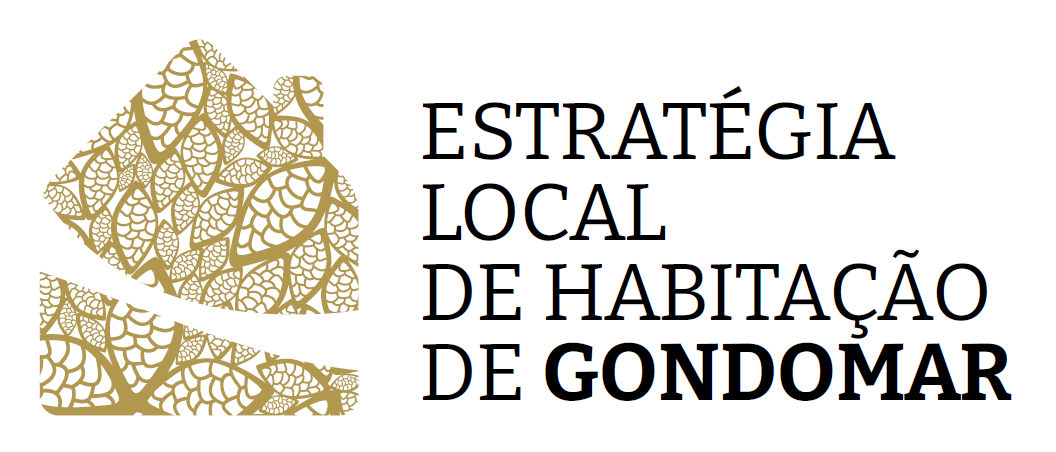 ESTRATÉGIA
LOCAL
DE HABITAÇÃO
DE GONDOMAR